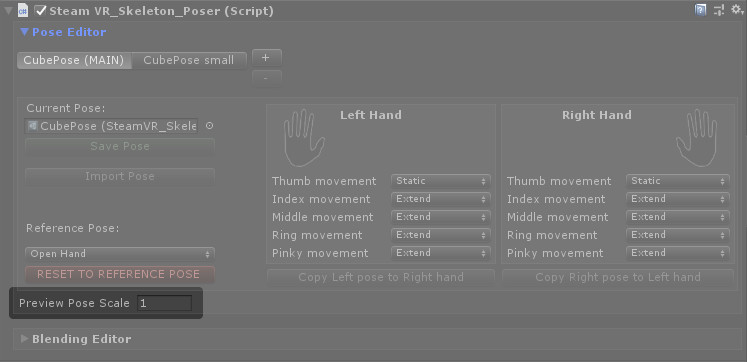 Steam VR_Skeleton_Poser (Script)
Pose Editor
CubePose (MAIN) CubePose small +
-
Current Pose:
CubePose (SteamVR_Skele
Save Pose
Import Pose
Reference Pose:
Open Hand
RESET TO REFERENCE POSE
Preview Pose Scale 1
Left Hand
Thumb movement Static
Index movement Extend
Middle movement Extend
Ring movement Extend
Pinky movement Extend
Copy Left pose to Right hand
Right Hand
Thumb movement Static
Index movement Extend
Middle movement Extend
Ring movement Extend
Pinky movement Extend
Copy Right pose to Left hand
Blending Editor